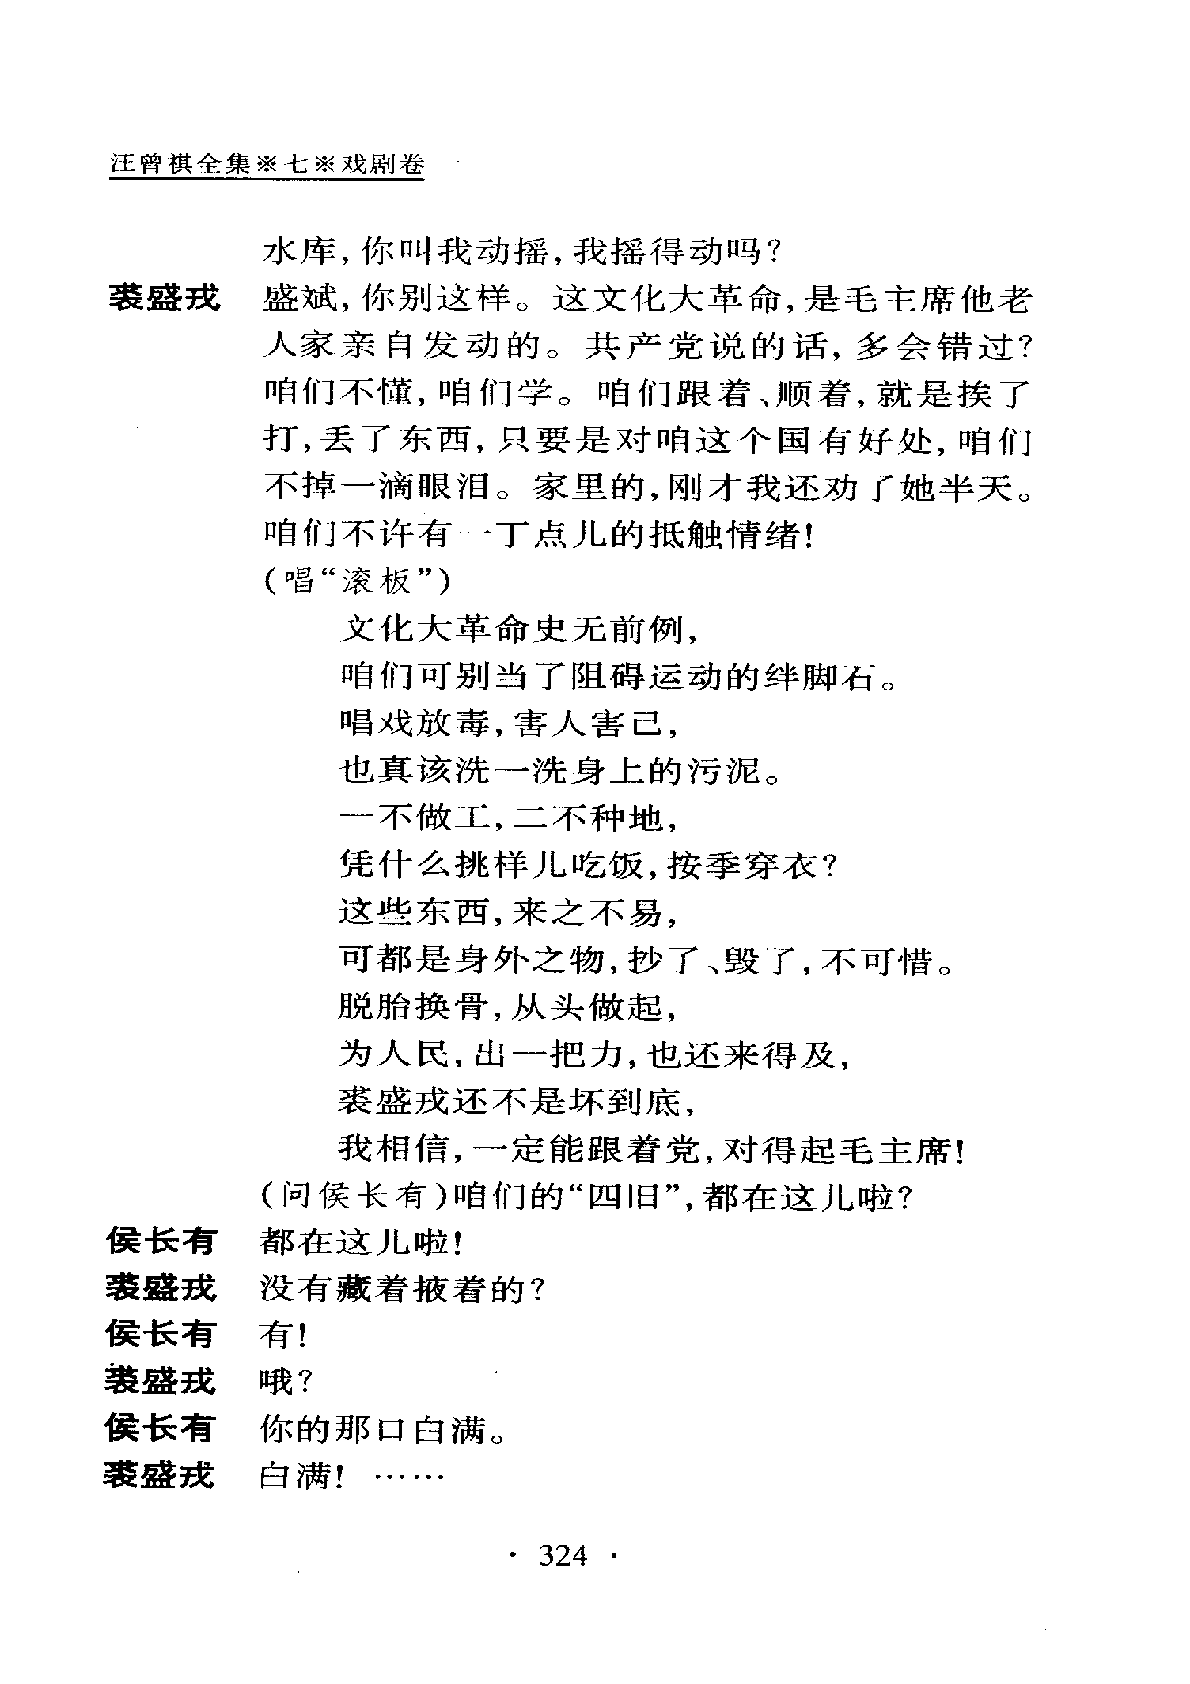 汪曾祺全集※七※戏剧卷
水库,你叫我动摇,我摇得动吗?
裘盛戎 盛斌,你别这样。这文化大革命,是毛主席他老
人家亲自发动的。共产党说的话,多会错过?
咱们不懂,咱们学。咱们跟着、顺着,就是挨了
打,丢了东西,只要是对咱这个国有好处,咱们
不掉一滴眼泪。家里的,刚才我还劝了她半天。
咱们不许有一丁点儿的抵触情绪!
(唱“滚板”)
文化大革命史无前例,
咱们可别当了阻碍运动的绊脚石。
唱戏放毒,害人害己,
也真该洗一洗身上的污泥。
一不做工,二不种地,
凭什么挑样儿吃饭,按季穿衣?
这些东西,来之不易,
可都是身外之物,抄了、毁了,不可惜。
脱胎换骨,从头做起,
为人民,出一把力,也还来得及,
裘盛戎还不是坏到底,
我相信,一定能跟着党,对得起毛主席!
(问侯长有)咱们的“四旧”,都在这儿啦?
侯长有 都在这儿啦!
裘盛戎 没有藏着掖着的?
侯长有 有!
裘盛戎 哦?
侯长有 你的那口白满。
裘盛戎 白满! ……
· 324 ·